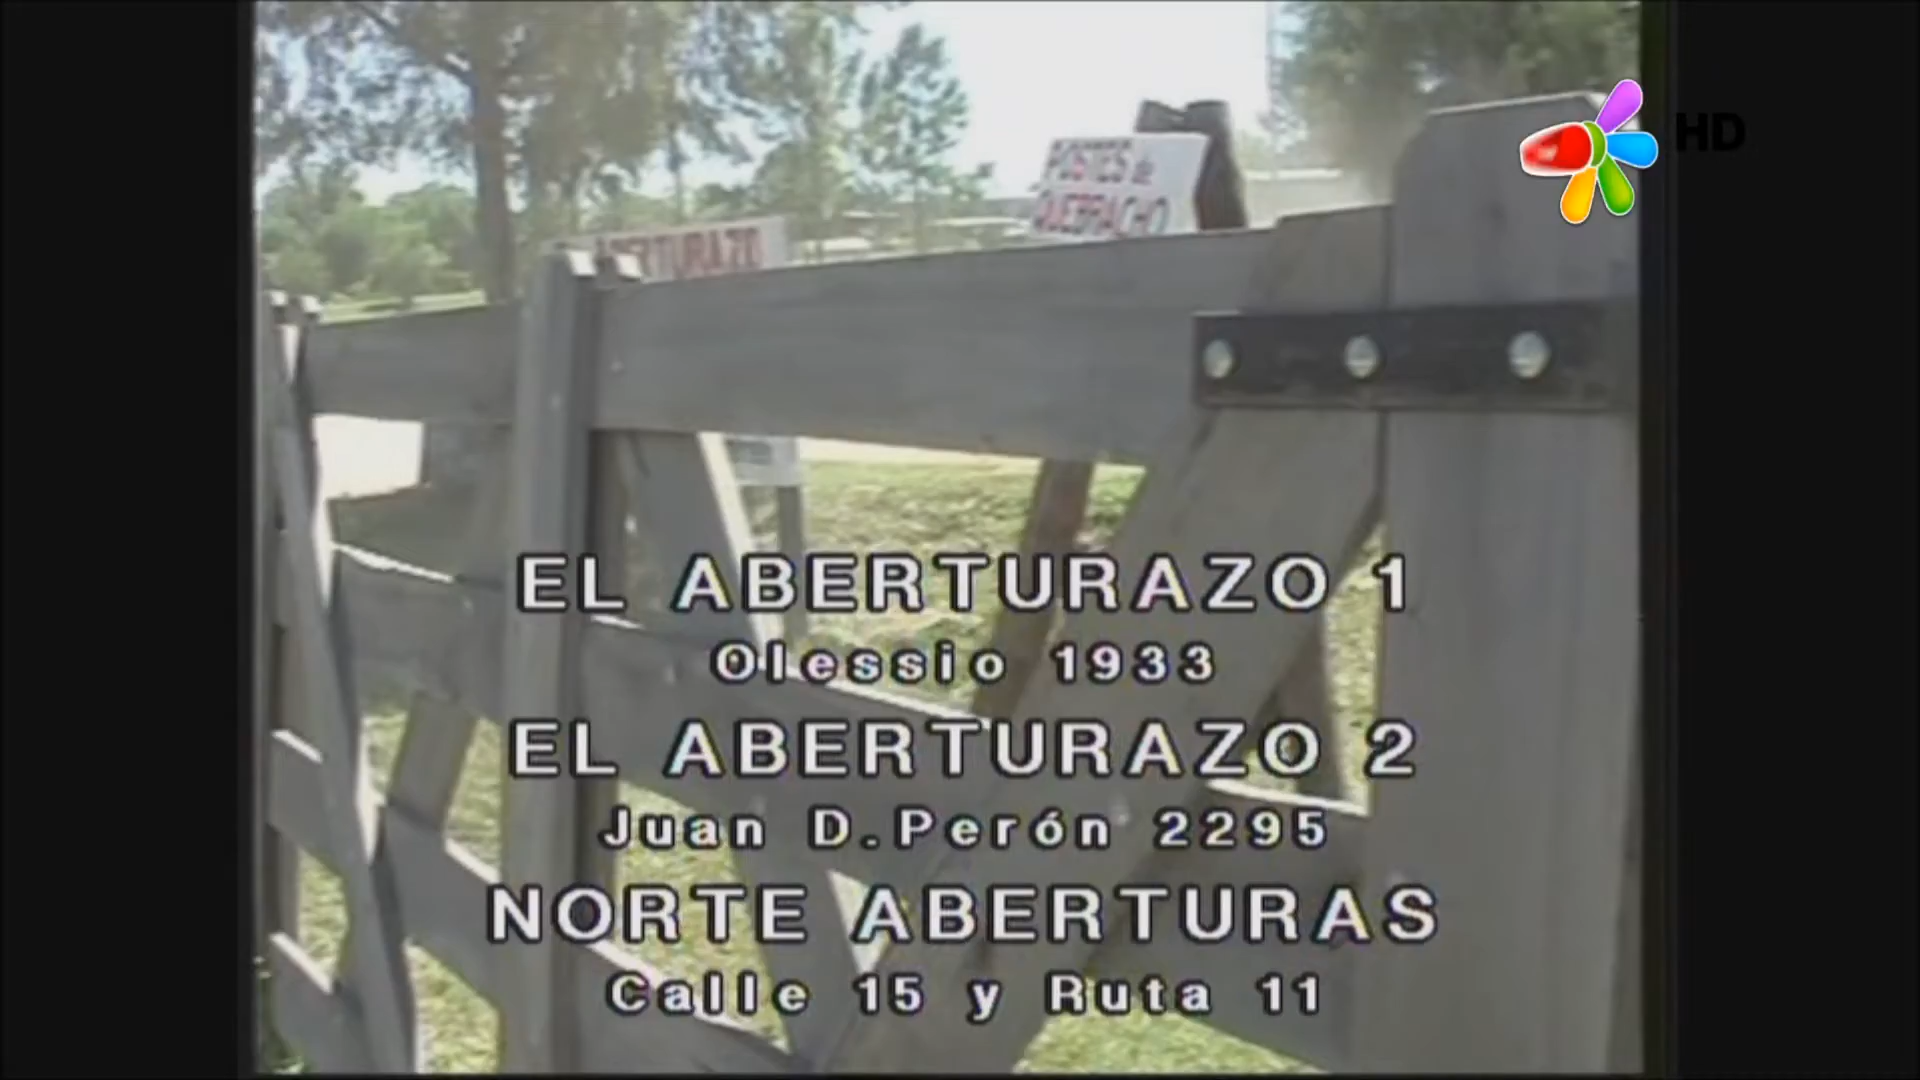 HD
POSTES de
QUEBRACHO
ABERTURAZO
EL ABERTURAZO 1
Olessio 1933
EL ABERTURAZO 2
Juan D.Perón 2295
NORTE ABERTURAS
Calle 15 y Ruta 11